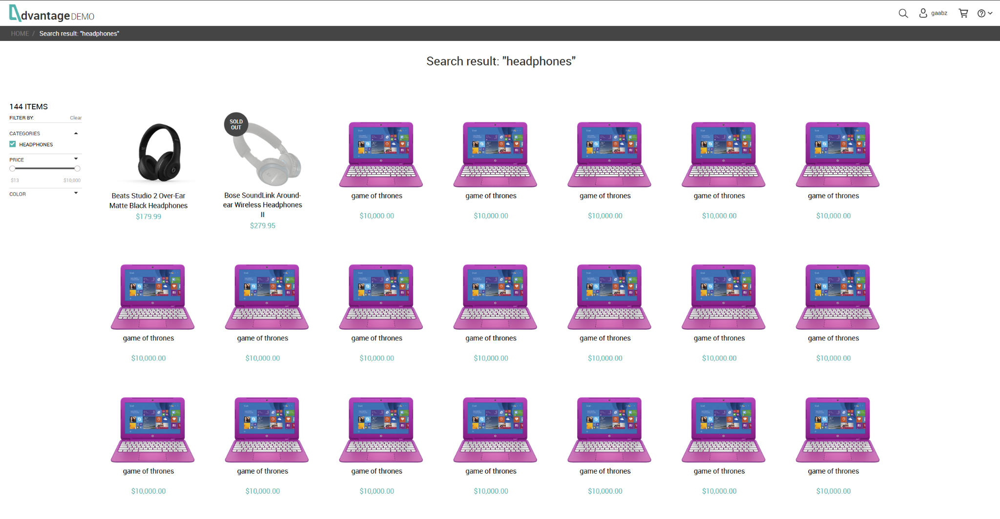 dvantage DEMO
gaabz
HOME / Search result: "headphones"
Search result: "headphones"
144 ITEMS
FILTER BY: Clear
CATEGORIES
HEADPHONES
PRICE
$13 $10,000
COLOR
Beats Studio 2 Over-Ear
Matte Black Headphones
$179.99
SOLD
OUT
Bose SoundLink Around-
ear Wireless Headphones
II
$279.95
game of thrones
$10,000.00
game of thrones
$10,000.00
game of thrones
$10,000.00
game of thrones
$10,000.00
game of thrones
$10,000.00
game of thrones
$10,000.00
game of thrones
$10,000.00
game of thrones
$10,000.00
game of thrones
$10,000.00
game of thrones
$10,000.00
game of thrones
$10,000.00
game of thrones
$10,000.00
game of thrones
$10,000.00
game of thrones
$10,000.00
game of thrones
$10,000.00
game of thrones
$10,000.00
game of thrones
$10,000.00
game of thrones
$10,000.00
game of thrones
$10,000.00